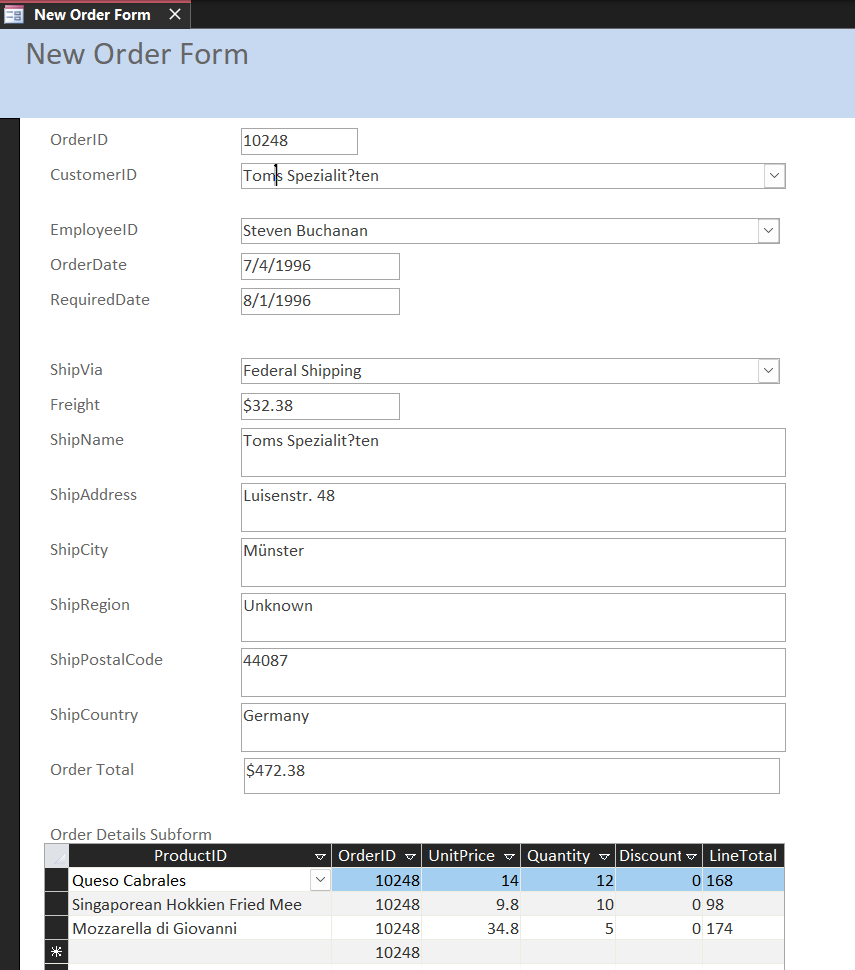 New Order Form
New Order Form
OrderID 10248
CustomerID Toms Spezialit?ten
EmployeeID Steven Buchanan
OrderDate 7/4/1996
RequiredDate 8/1/1996
ShipVia Federal Shipping
Freight $32.38
ShipName Toms Spezialit?ten
ShipAddress Luisenstr. 48
ShipCity Münster
ShipRegion Unknown
ShipPostalCode 44087
ShipCountry Germany
Order Total $472.38
Order Details Subform
ProductID OrderID UnitPrice Quantity Discount LineTotal
Queso Cabrales 10248 14 12 0 168
Singaporean Hokkien Fried Mee 10248 9.8 10 0 98
Mozzarella di Giovanni 10248 34.8 5 0 174
10248